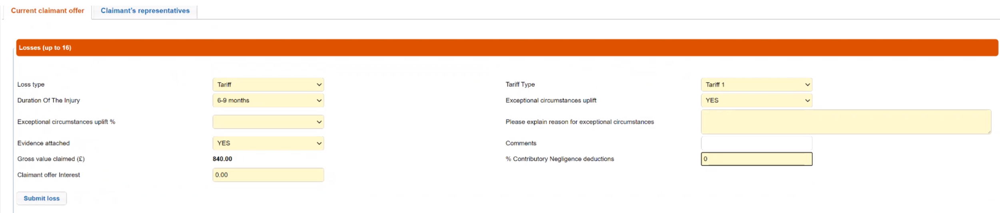 Current claimant offer
Claimant's representatives
Losses (up to 16)
Loss type Tariff Tariff Type Tariff 1
Duration Of The Injury 6-9 months Exceptional circumstances uplift YES
Exceptional circumstances uplift % Please explain reason for exceptional circumstances
Evidence attached YES Comments
Gross value claimed (£) 840.00 % Contributory Negligence deductions 0
Claimant offer Interest 0.00
Submit loss